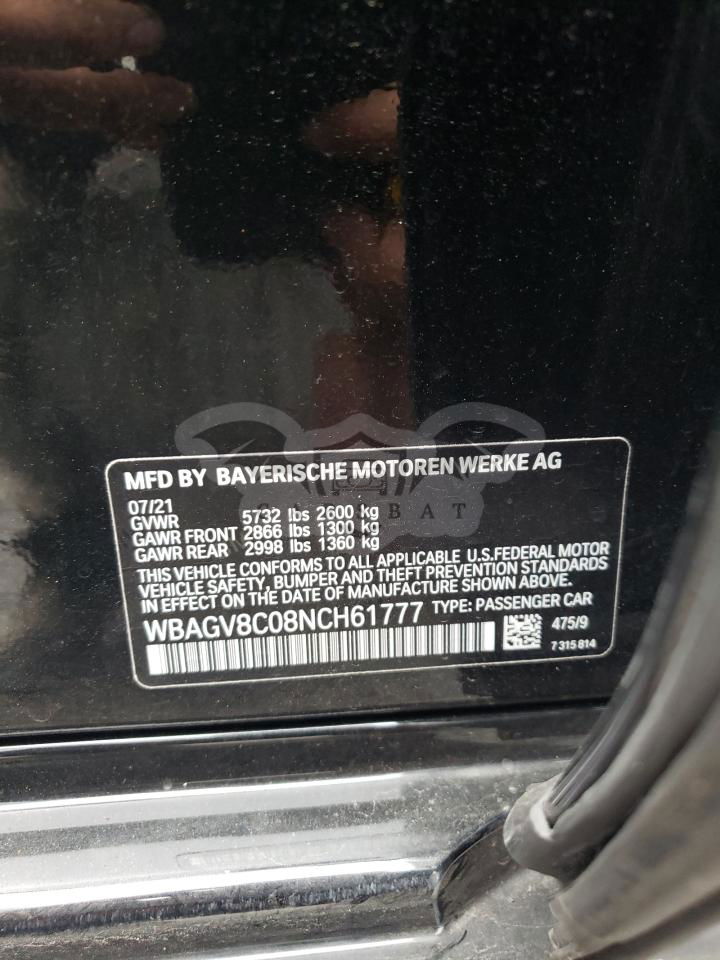 MFD BY BAYERISCHE MOTOREN WERKE AG
07/21
GVWR 5732 lbs 2600 kg
GAWR FRONT 2866 lbs 1300 kg
GAWR REAR 2998 lbs 1360 kg
THIS VEHICLE CONFORMS TO ALL APPLICABLE U.S.FEDERAL MOTOR
VEHICLE SAFETY, BUMPER AND THEFT PREVENTION STANDARDS
IN EFFECT ON DATE OF MANUFACTURE SHOWN ABOVE.
WBAGV8C08NCH61777 TYPE: PASSENGER CAR
475/9
7 315 814